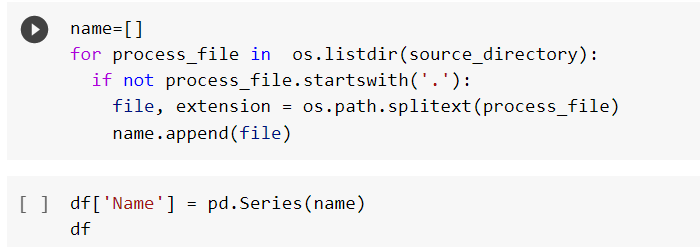 name=[]
for process_file in  os.listdir(source_directory):
  if not process_file.startswith('.'):
    file, extension = os.path.splitext(process_file)
    name.append(file)
[ ] df['Name'] = pd.Series(name)
df